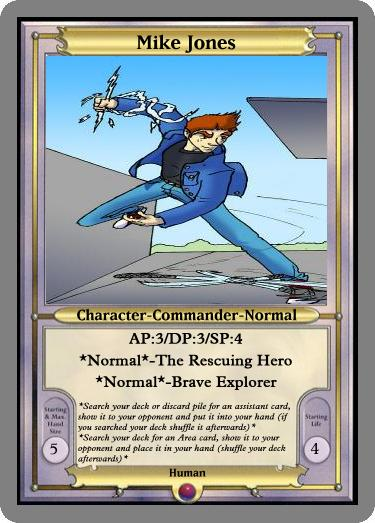 Mike Jones
Character-Commander-Normal
AP:3/DP:3/SP:4
*Normal*-The Rescuing Hero
*Normal*-Brave Explorer
Starting
& Max.
Hand
Size
5
*Search your deck or discard pile for an assistant card,
show it to your opponent and put it into your hand (if
you searched your deck shuffle it afterwards) *
*Search your deck for an Area card, show it to your
opponent and place it in your hand (shuffle your deck
afterwards) *
Starting
Life
4
Human